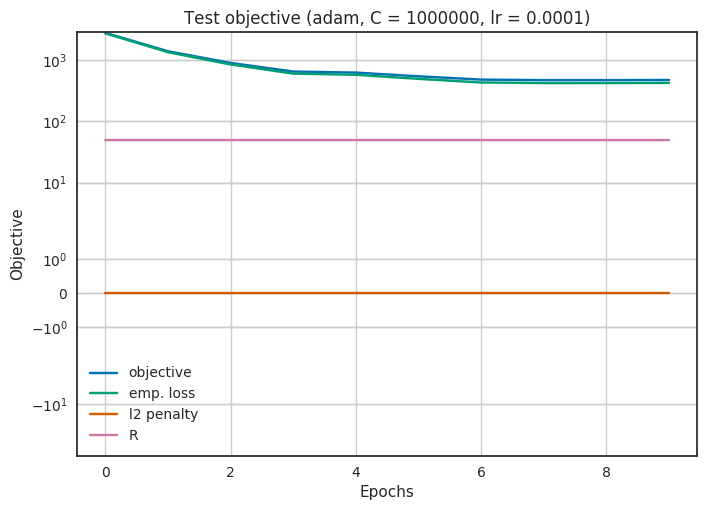 Test objective (adam, C = 1000000, lr = 0.0001)
10³
10²
10¹
10⁰
0
−10⁰
−10¹
Objective
objective
emp. loss
l2 penalty
R
0 2 4 6 8
Epochs